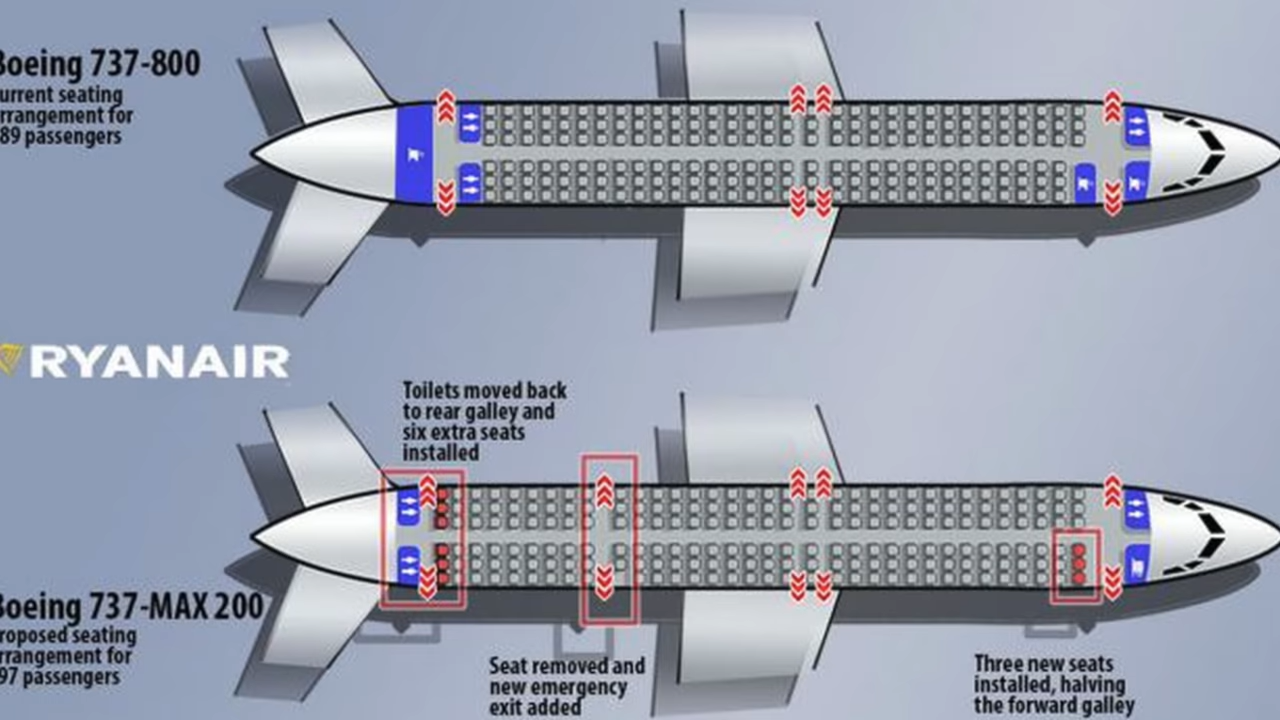 Boeing 737-800
urrent seating
rrangement for
89 passengers
RYANAIR
Toilets moved back
to rear galley and
six extra seats
installed
Boeing 737-MAX 200
roposed seating
rrangement for
97 passengers
Seat removed and
new emergency
exit added
Three new seats
installed, halving
the forward galley